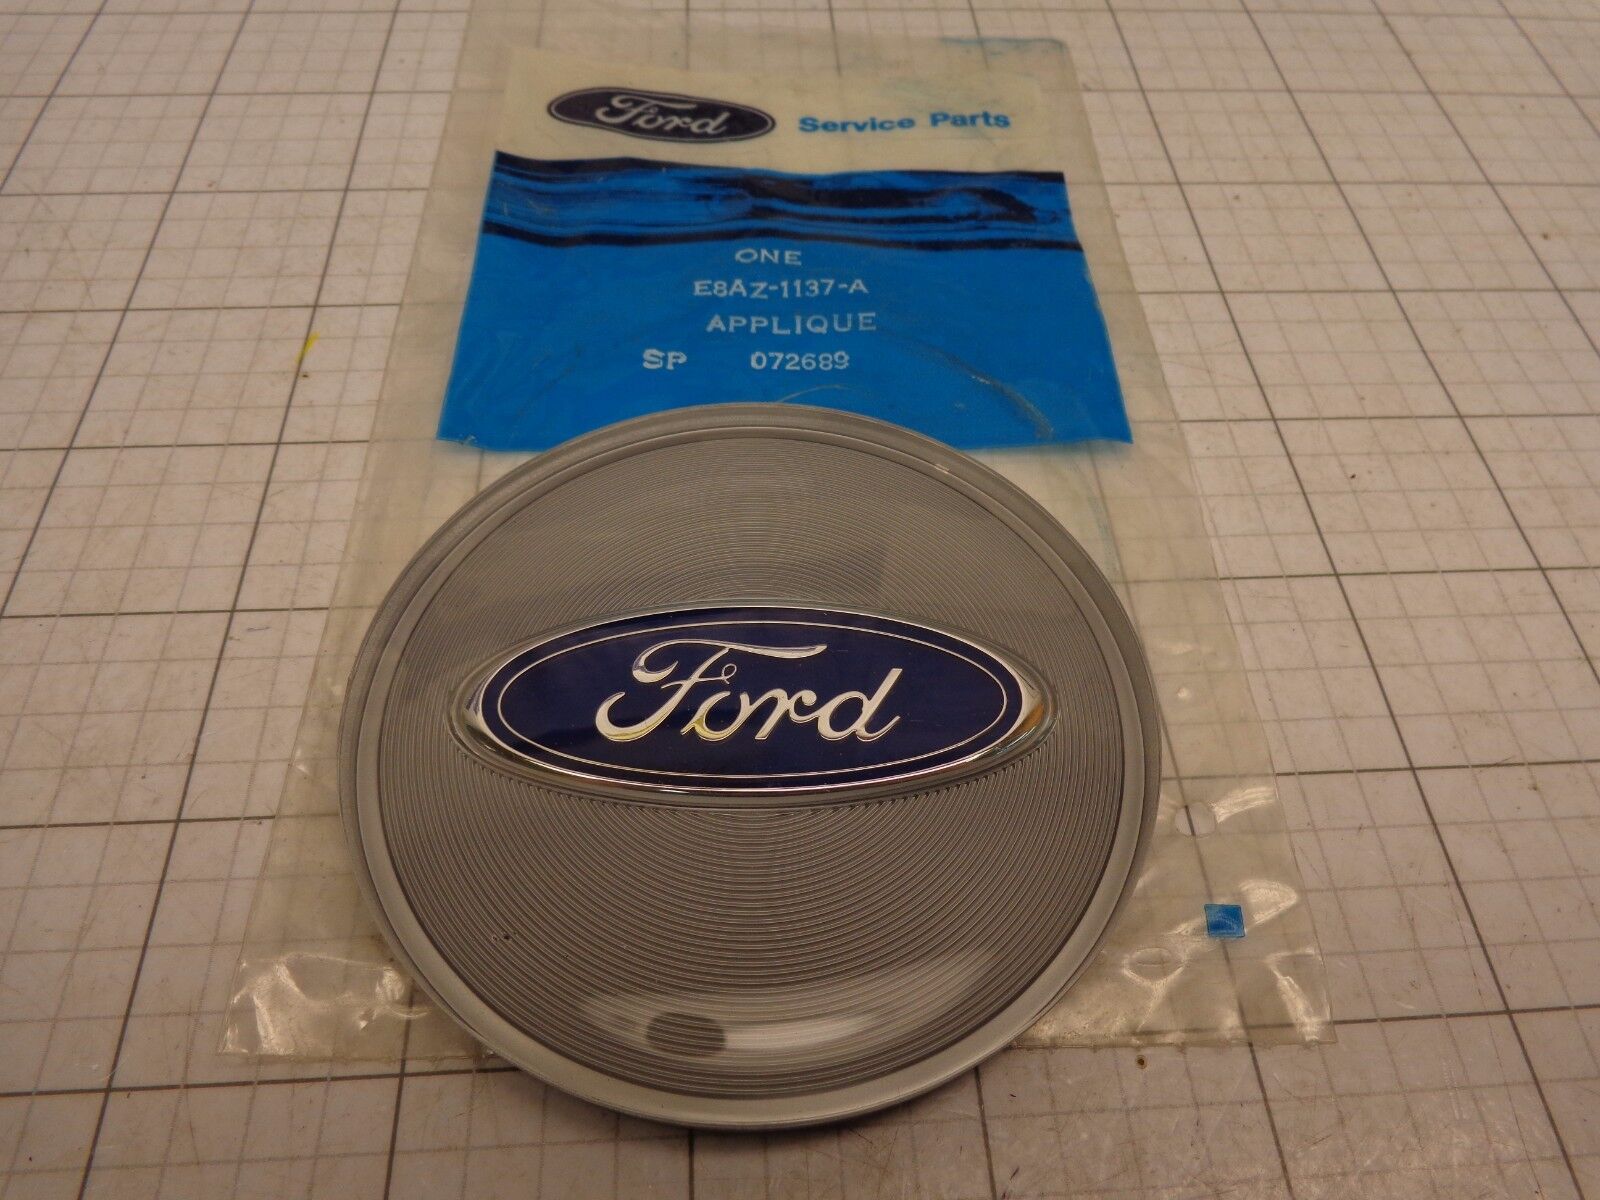 Ford Service Parts
ONE
E8AZ-1137-A
APPLIQUE
SP 072689
Ford